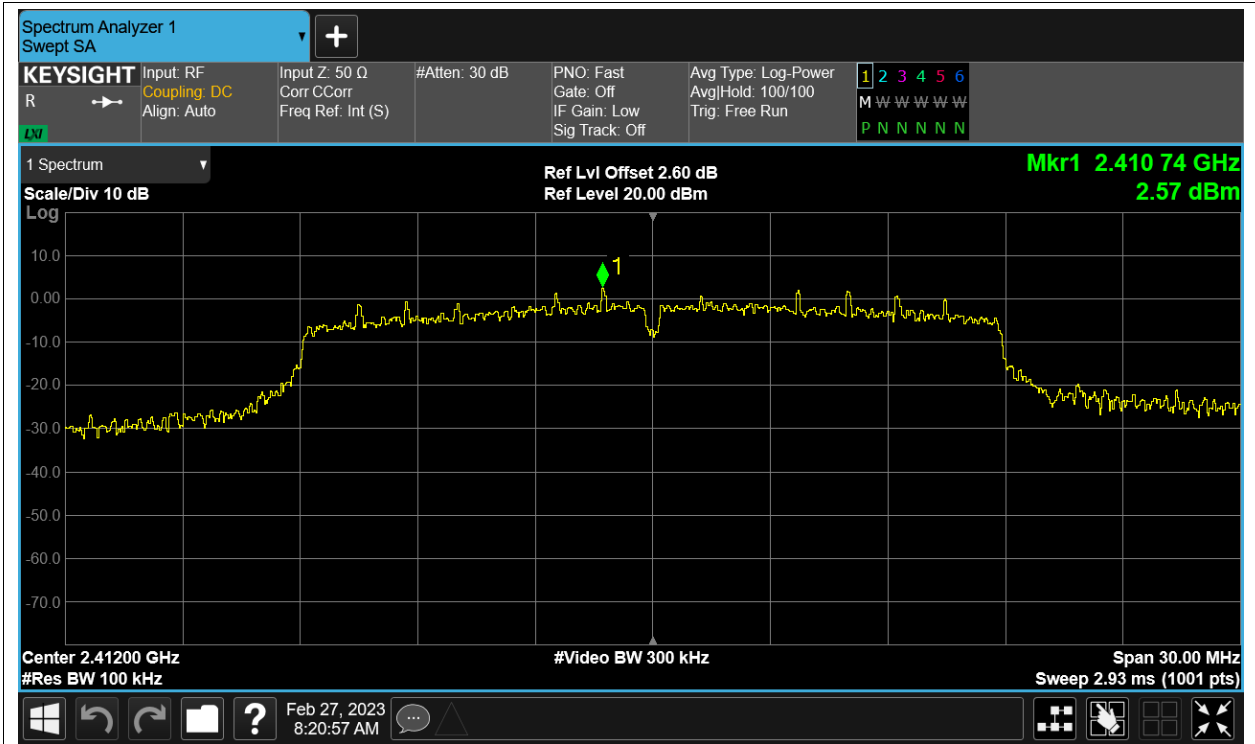 Spectrum Analyzer 1
Swept SA
KEYSIGHT
R
LXI
Input: RF
Coupling: DC
Align: Auto
Input Z: 50 Ω
Corr CCorr
Freq Ref: Int (S)
#Atten: 30 dB
PNO: Fast
Gate: Off
IF Gain: Low
Sig Track: Off
Avg Type: Log-Power
Avg|Hold: 100/100
Trig: Free Run
1 2 3 4 5 6
M W W W W W
P N N N N N
1 Spectrum
Scale/Div 10 dB
Log
Ref Lvl Offset 2.60 dB
Ref Level 20.00 dBm
Mkr1 2.410 74 GHz
2.57 dBm
1
10.0
0.00
-10.0
-20.0
-30.0
-40.0
-50.0
-60.0
-70.0
Center 2.41200 GHz
#Res BW 100 kHz
#Video BW 300 kHz
Span 30.00 MHz
Sweep 2.93 ms (1001 pts)
?
Feb 27, 2023
8:20:57 AM